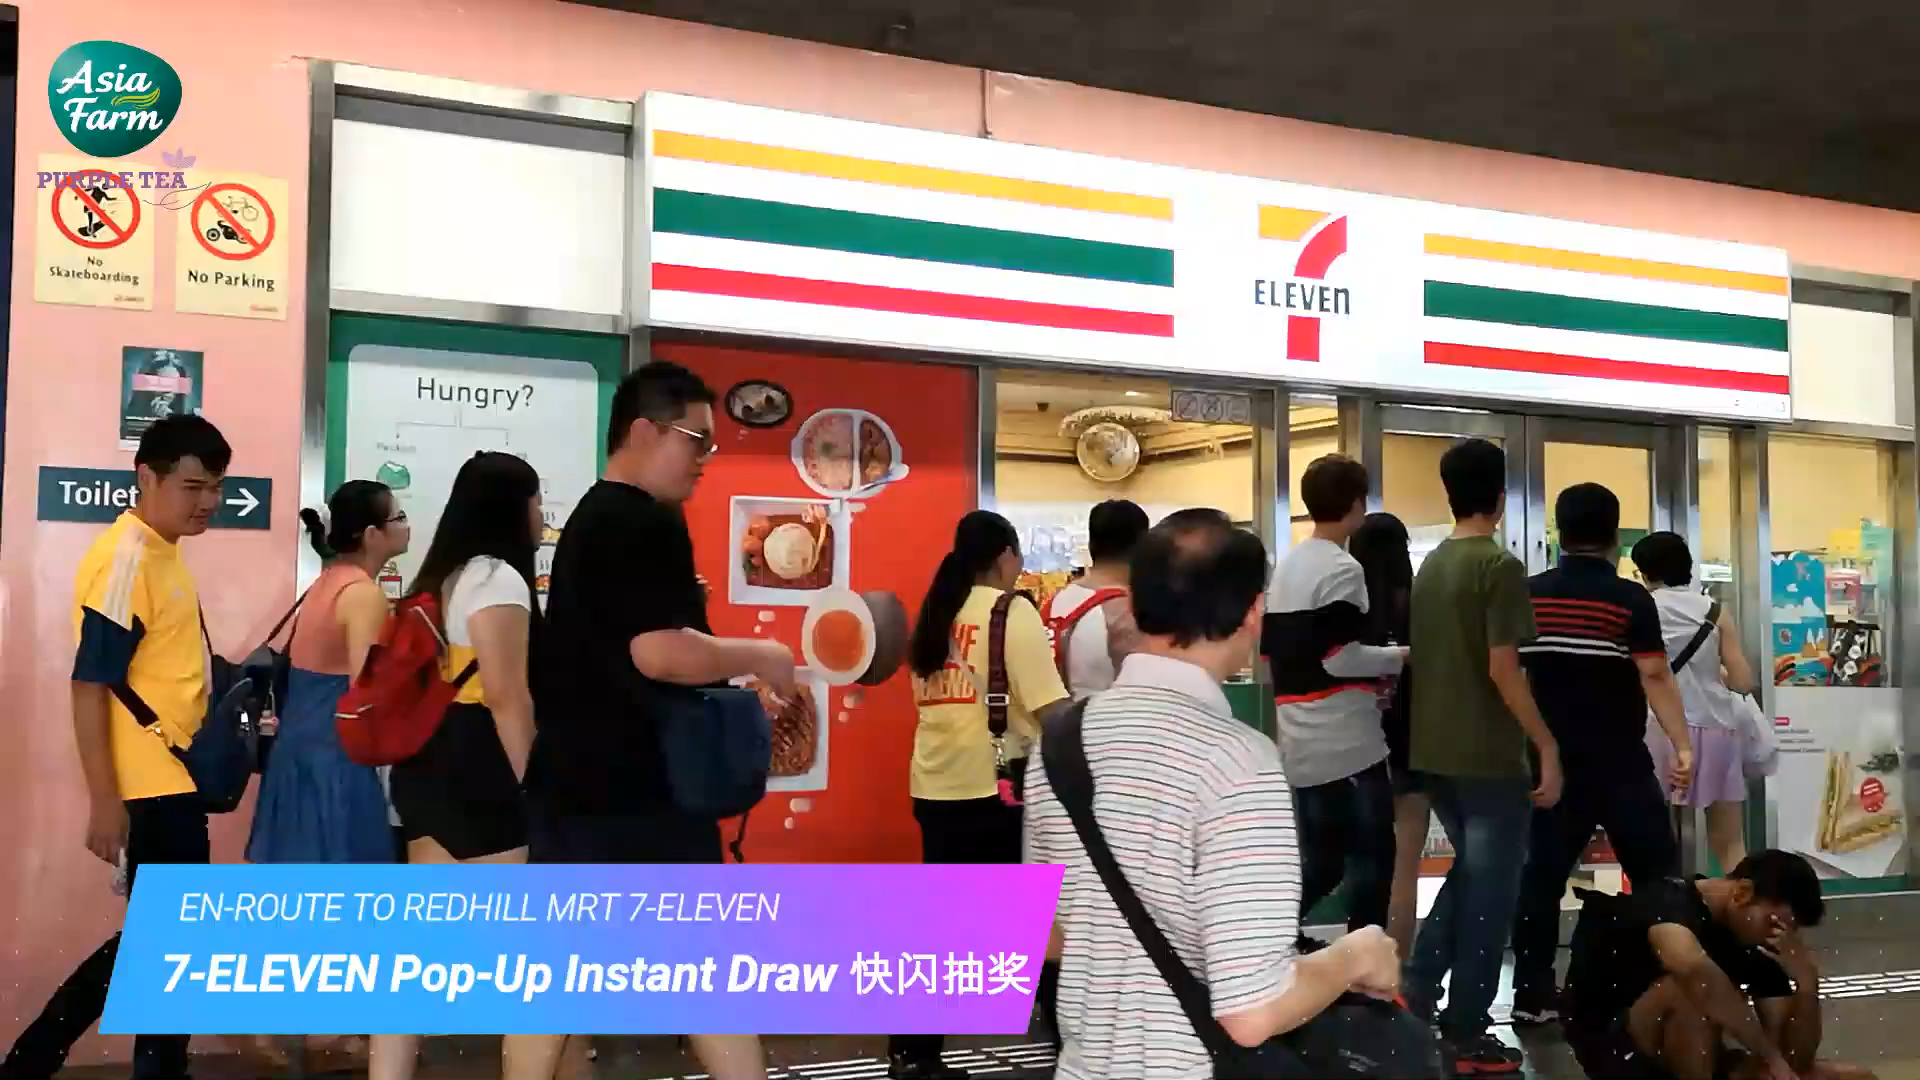 Asia
Farm
PURPLE TEA
No
Skateboarding
No Parking
Toilet
Hungry?
7
ELEVEN
EN-ROUTE TO REDHILL MRT 7-ELEVEN
7-ELEVEN Pop-Up Instant Draw 快闪抽奖